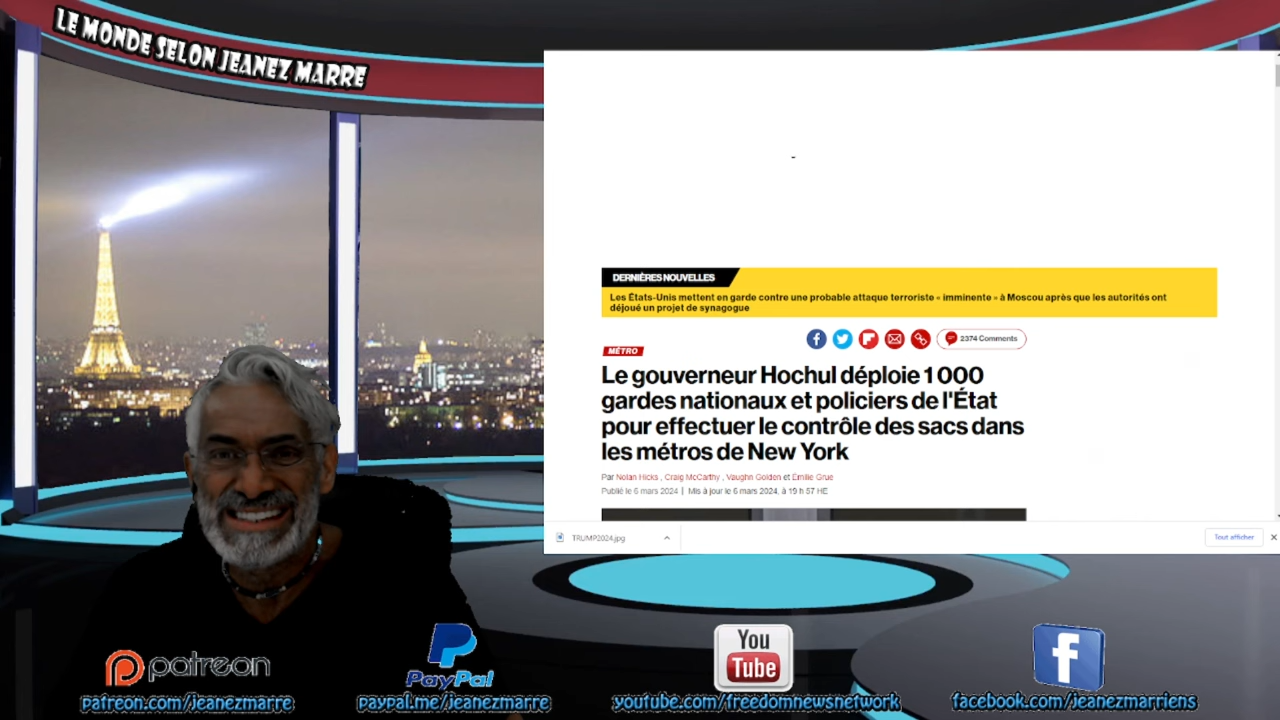 LE MONDE SELON JEANEZ MARRE
DERNIÈRES NOUVELLES
Les États-Unis mettent en garde contre une probable attaque terroriste « imminente » à Moscou après que les autorités ont
déjoué un projet de synagogue
2374 Comments
MÉTRO
Le gouverneur Hochul déploie 1 000
gardes nationaux et policiers de l'État
pour effectuer le contrôle des sacs dans
les métros de New York
Par Nolan Hicks , Craig McCarthy , Vaughn Golden et Émilie Grue
Publié le 6 mars 2024 | Mis à jour le 6 mars 2024, à 19 h 57 HE
TRUMP2024.jpg
Tout afficher
patreon
PayPal
You
Tube
patreon.com/jeanezmarre
paypal.me/jeanezmarre
youtube.com/freedomnewsnetwork
facebook.com/jeanezmarriens